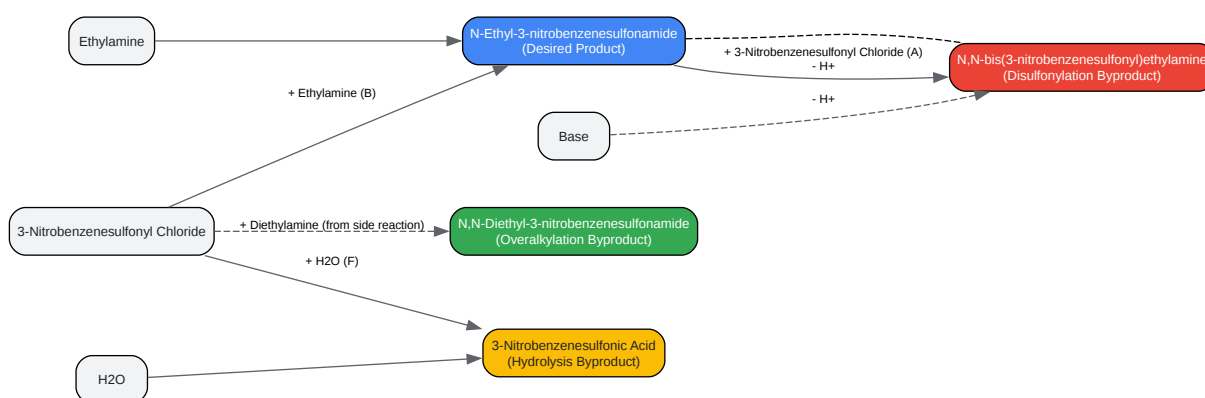 Ethylamine
N-Ethyl-3-nitrobenzenesulfonamide
(Desired Product)
+ 3-Nitrobenzenesulfonyl Chloride (A)
- H+
N,N-bis(3-nitrobenzenesulfonyl)ethylamine
(Disulfonylation Byproduct)
+ Ethylamine (B)
- H+
Base
3-Nitrobenzenesulfonyl Chloride
+ Diethylamine (from side reaction)
N,N-Diethyl-3-nitrobenzenesulfonamide
(Overalkylation Byproduct)
+ H2O (F)
3-Nitrobenzenesulfonic Acid
(Hydrolysis Byproduct)
H2O